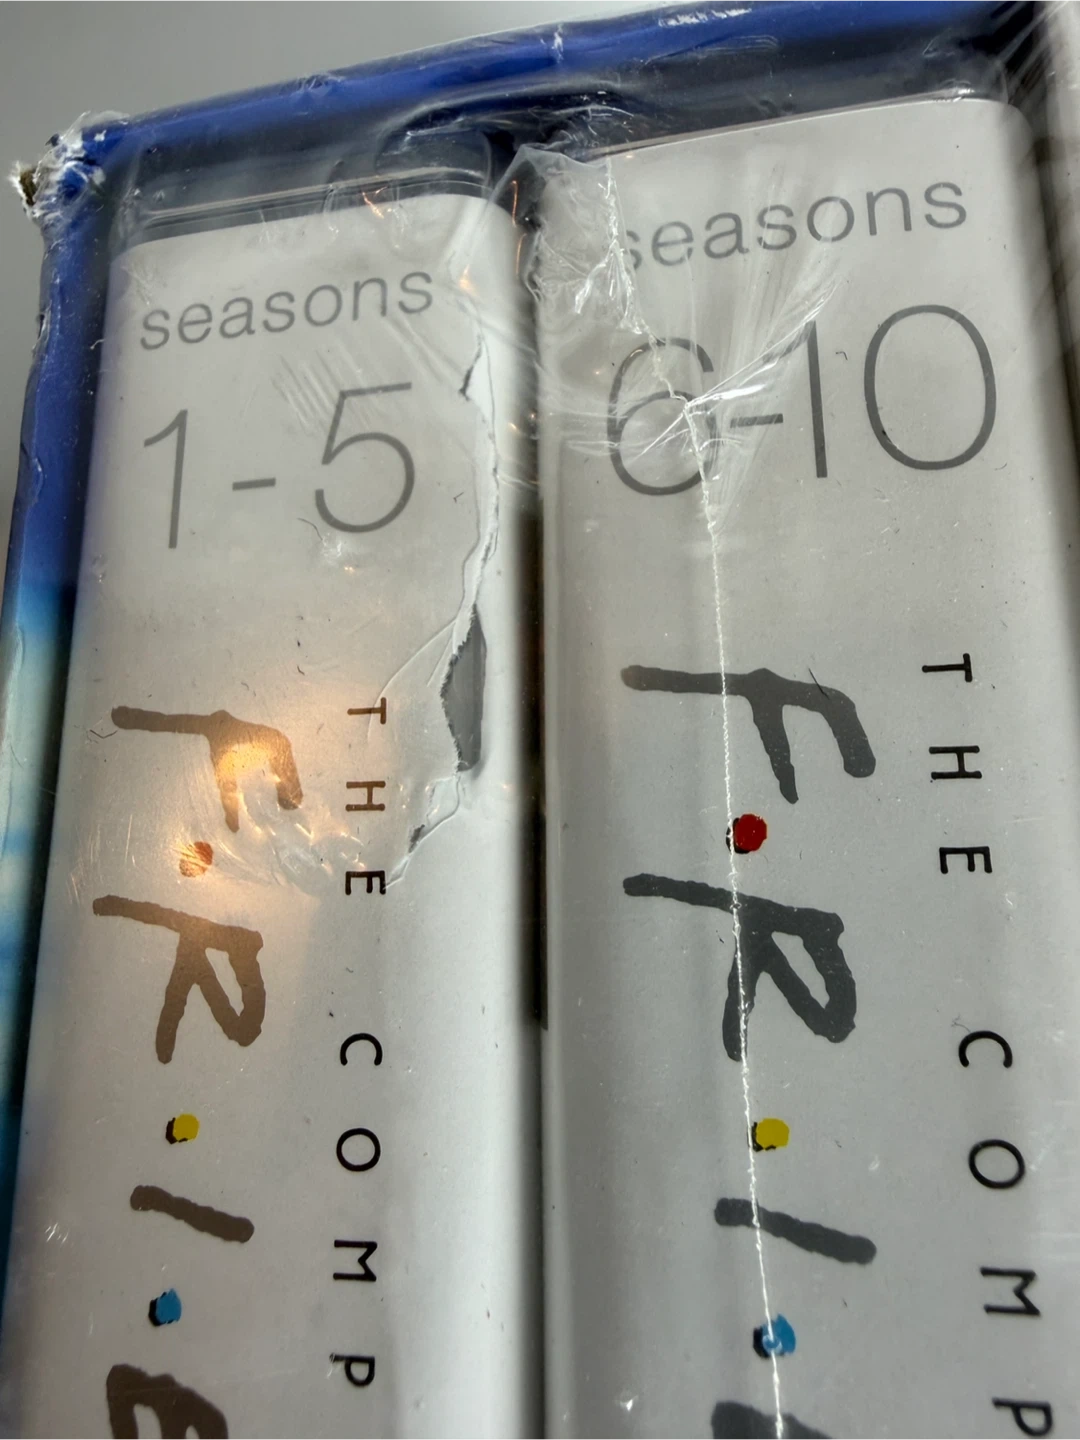 seasons
1-5
THE COMP
F.R.I.E
seasons
6-10
THE COMP
F.R.I.